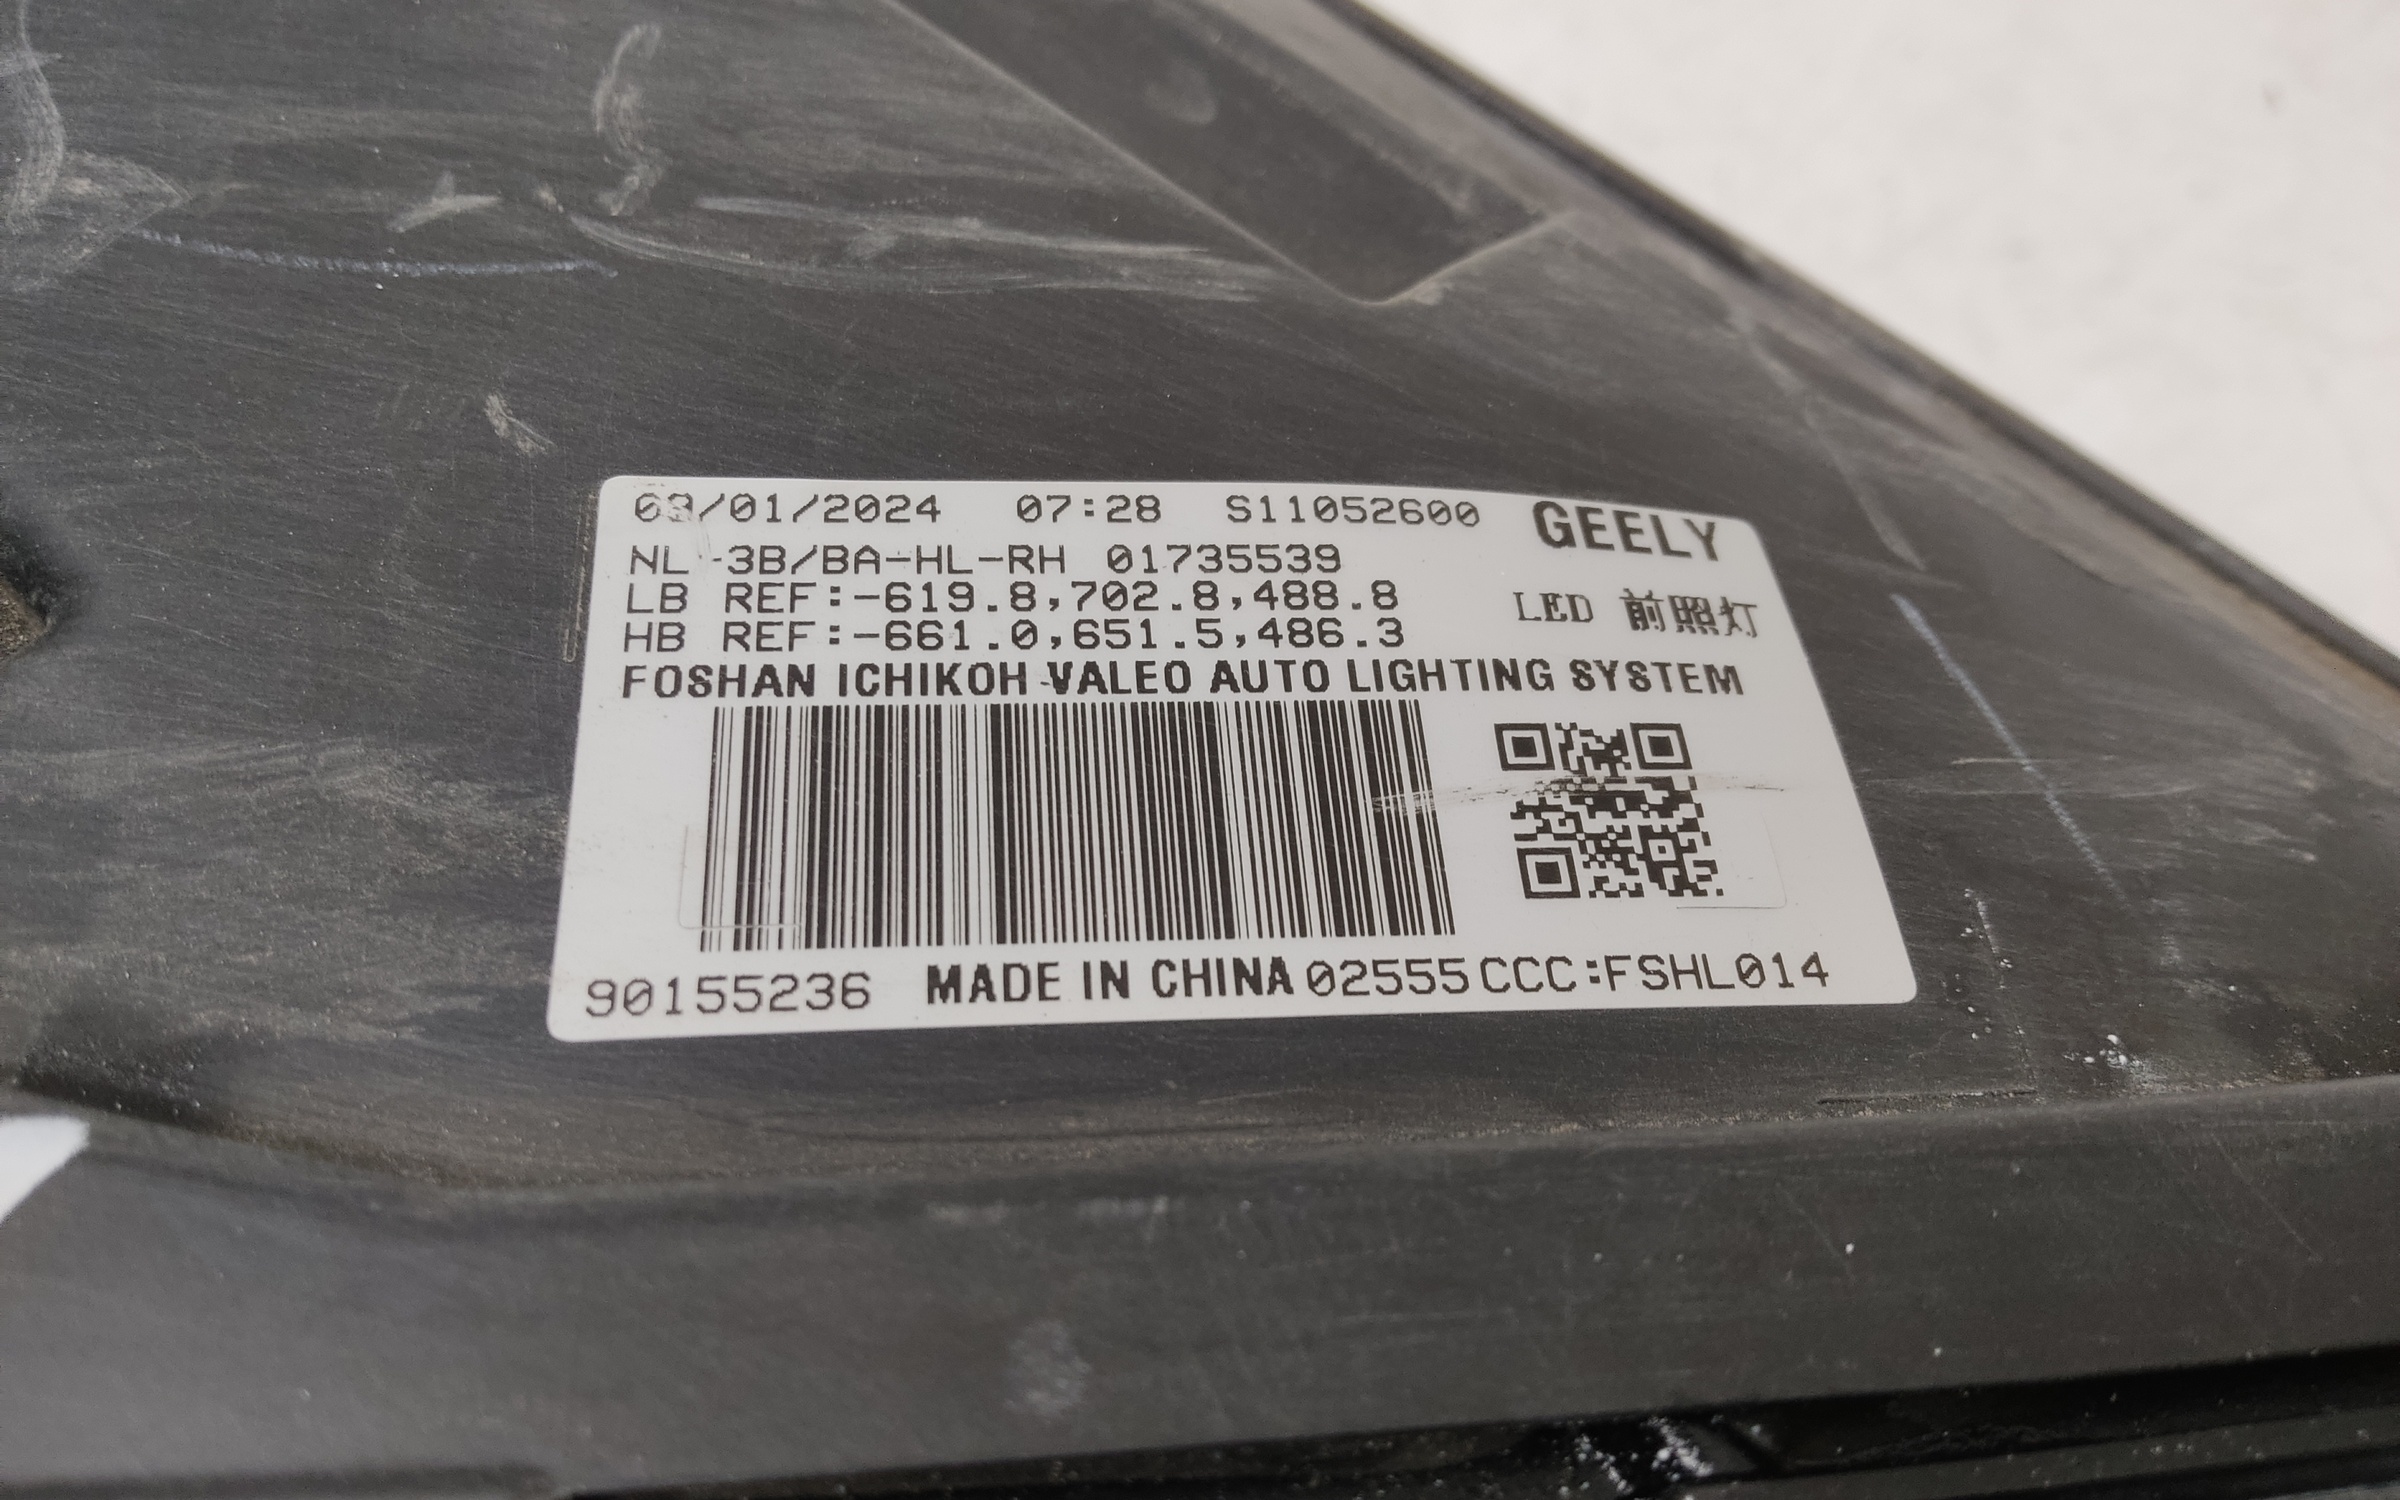 /01/2024 07:28 S11052600 GEELY
NL -3B/BA-HL-RH 01735539
LB REF:-619.8,702.8,488.8
LED 前照灯
HB REF:-661.0,651.5,486.3
FOSHAN ICHIKOH-VALEO AUTO LIGHTING SYSTEM
90155236 MADE IN CHINA 02555 CCC:FSHL014